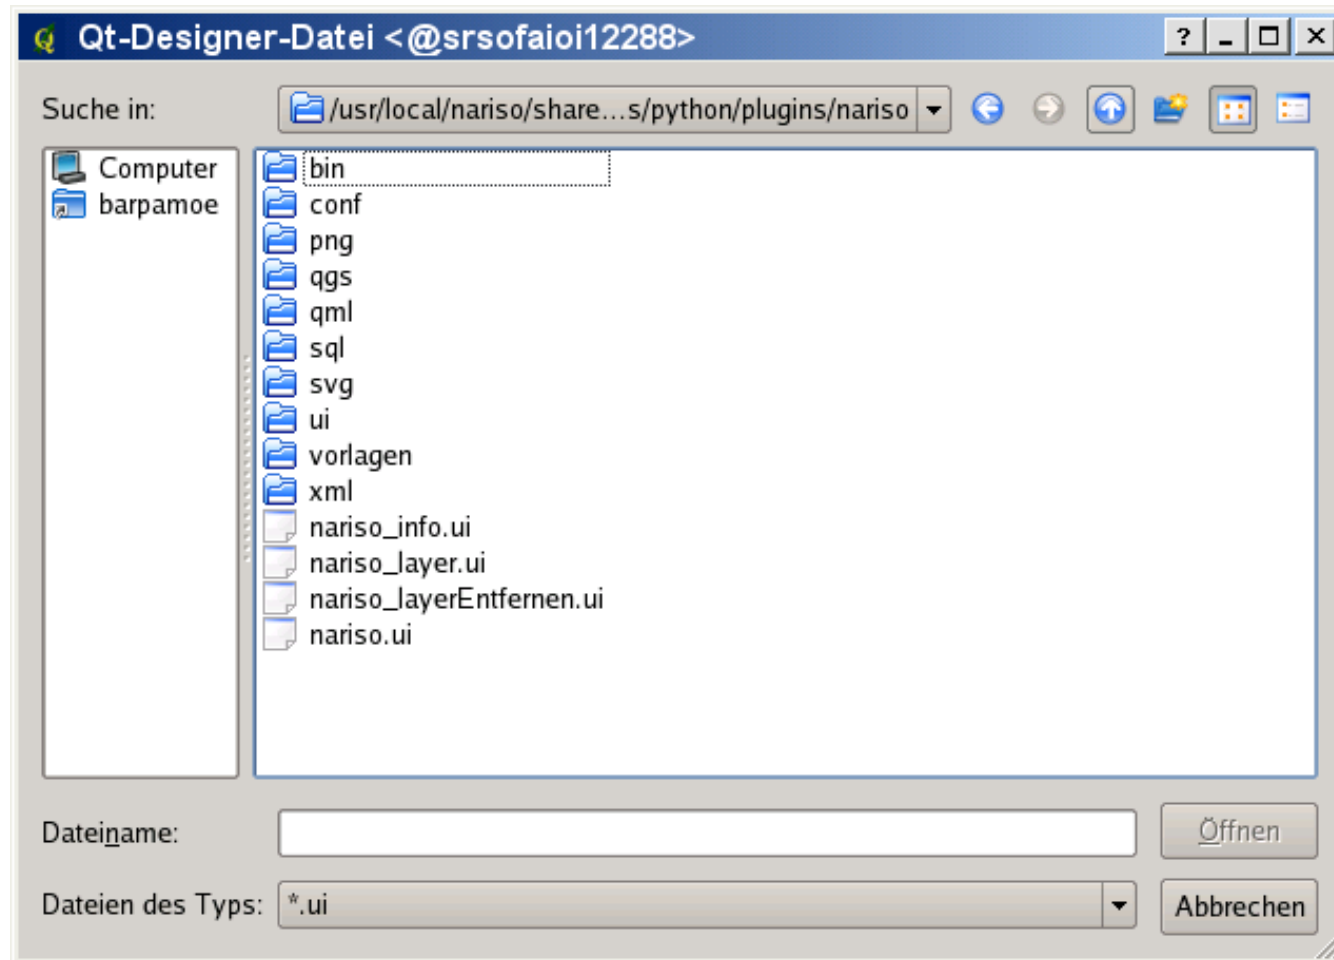 Qt-Designer-Datei <@srsofaioi12288>
Suche in: /usr/local/nariso/share...s/python/plugins/nariso
Computer
barpamoe
bin
conf
png
qgs
qml
sql
svg
ui
vorlagen
xml
nariso_info.ui
nariso_layer.ui
nariso_layerEntfernen.ui
nariso.ui
Dateiname: Öffnen
Dateien des Typs: *.ui Abbrechen